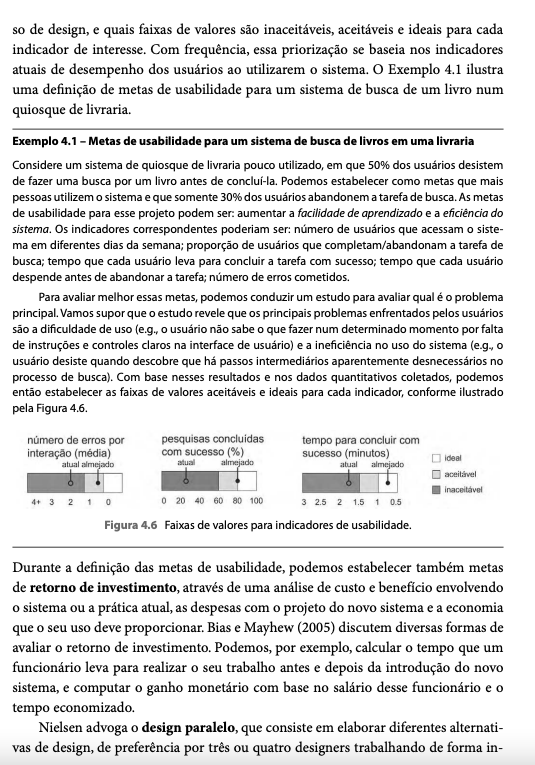 so de design, e quais faixas de valores são inaceitáveis, aceitáveis e ideais para cada
indicador de interesse. Com frequência, essa priorização se baseia nos indicadores
atuais de desempenho dos usuários ao utilizarem o sistema. O Exemplo 4.1 ilustra
uma definição de metas de usabilidade para um sistema de busca de um livro num
quiosque de livraria.
Exemplo 4.1 – Metas de usabilidade para um sistema de busca de livros em uma livraria
Considere um sistema de quiosque de livraria pouco utilizado, em que 50% dos usuários desistem
de fazer uma busca por um livro antes de concluí-la. Podemos estabelecer como metas que mais
pessoas utilizem o sistema e que somente 30% dos usuários abandonem a tarefa de busca. As metas
de usabilidade para esse projeto podem ser: aumentar a facilidade de aprendizado e a eficiência do
sistema. Os indicadores correspondentes poderiam ser: número de usuários que acessam o siste-
ma em diferentes dias da semana; proporção de usuários que completam/abandonam a tarefa de
busca; tempo que cada usuário leva para concluir a tarefa com sucesso; tempo que cada usuário
despende antes de abandonar a tarefa; número de erros cometidos.
Para avaliar melhor essas metas, podemos conduzir um estudo para avaliar qual é o problema
principal. Vamos supor que o estudo revele que os principais problemas enfrentados pelos usuários
são a dificuldade de uso (e.g., o usuário não sabe o que fazer num determinado momento por falta
de instruções e controles claros na interface de usuário) e a ineficiência no uso do sistema (e.g., o
usuário desiste quando descobre que há passos intermediários aparentemente desnecessários no
processo de busca). Com base nesses resultados e nos dados quantitativos coletados, podemos
então estabelecer as faixas de valores aceitáveis e ideais para cada indicador, conforme ilustrado
pela Figura 4.6.
número de erros por
interação (média)
atual almejado
4+ 3 2 1 0
pesquisas concluídas
com sucesso (%)
atual almejado
0 20 40 60 80 100
tempo para concluir com
sucesso (minutos)
atual almejado
3 2.5 2 1.5 1 0.5
ideal
aceitável
inaceitável
Figura 4.6 Faixas de valores para indicadores de usabilidade.
Durante a definição das metas de usabilidade, podemos estabelecer também metas
de retorno de investimento, através de uma análise de custo e benefício envolvendo
o sistema ou a prática atual, as despesas com o projeto do novo sistema e a economia
que o seu uso deve proporcionar. Bias e Mayhew (2005) discutem diversas formas de
avaliar o retorno de investimento. Podemos, por exemplo, calcular o tempo que um
funcionário leva para realizar o seu trabalho antes e depois da introdução do novo
sistema, e computar o ganho monetário com base no salário desse funcionário e o
tempo economizado.
Nielsen advoga o design paralelo, que consiste em elaborar diferentes alternati-
vas de design, de preferência por três ou quatro designers trabalhando de forma in-